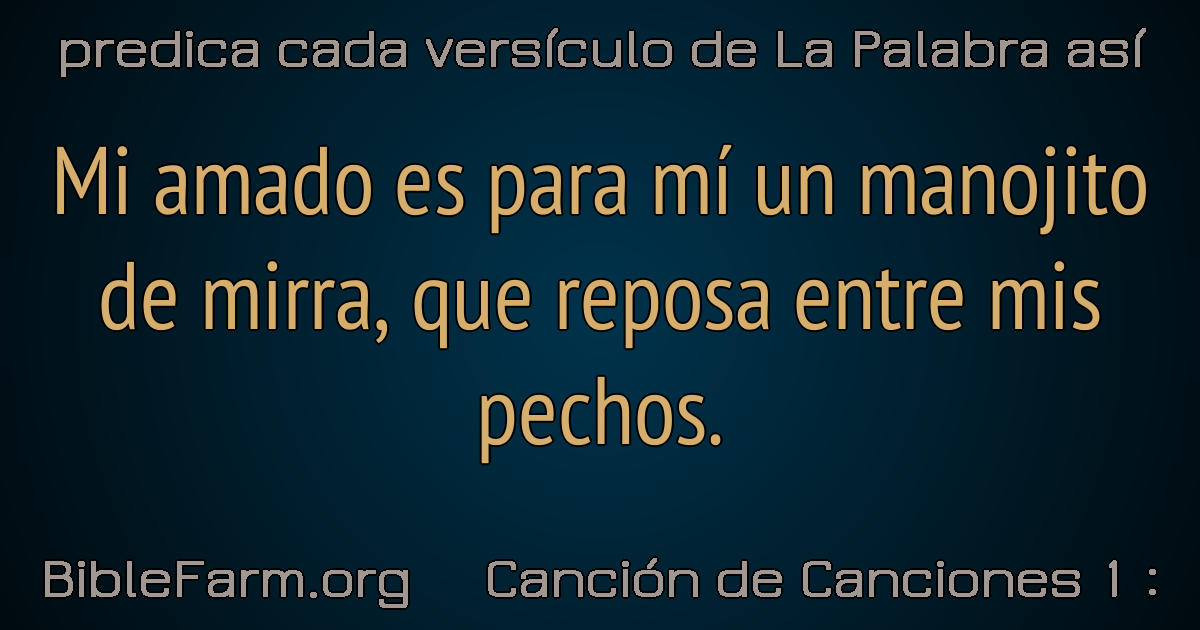 predica cada versículo de La Palabra así
Mi amado es para mí un manojito
de mirra, que reposa entre mis
pechos.
BibleFarm.org Canción de Canciones 1 :